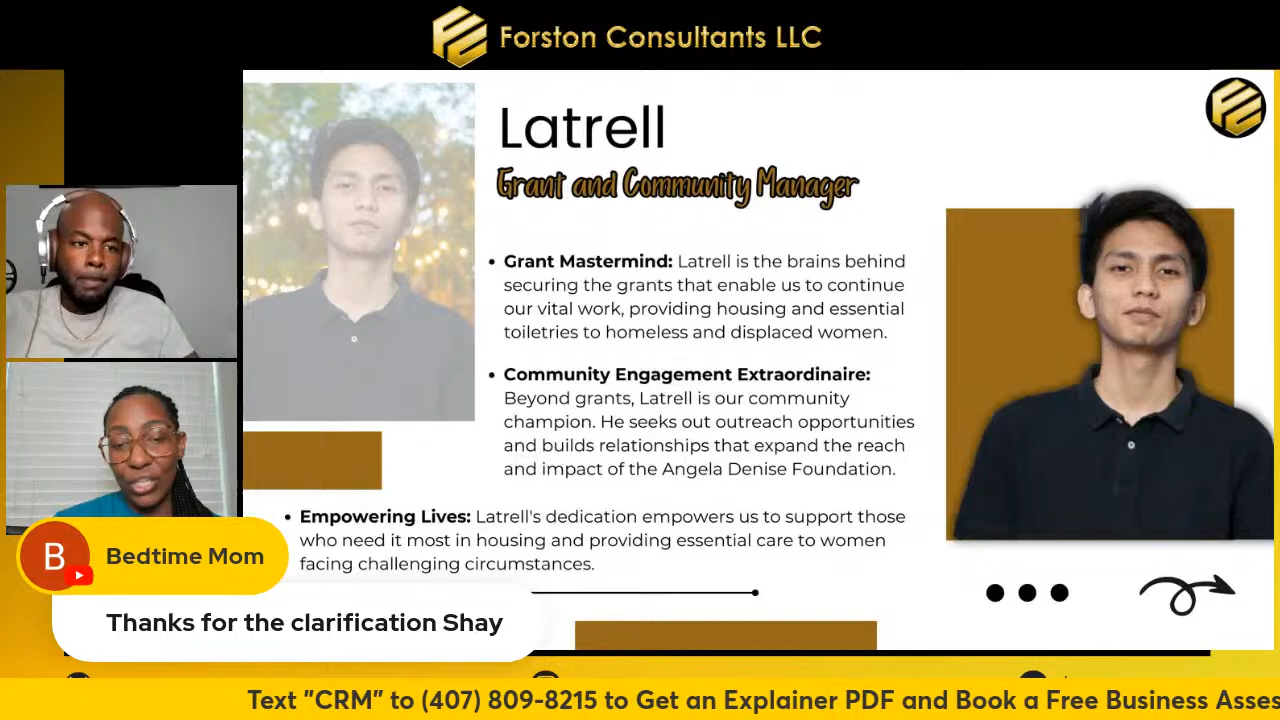 Forston Consultants LLC
Latrell
Grant and Community Manager
• Grant Mastermind: Latrell is the brains behind
securing the grants that enable us to continue
our vital work, providing housing and essential
toiletries to homeless and displaced women.
• Community Engagement Extraordinaire:
Beyond grants, Latrell is our community
champion. He seeks out outreach opportunities
and builds relationships that expand the reach
and impact of the Angela Denise Foundation.
• Empowering Lives: Latrell's dedication empowers us to support those
who need it most in housing and providing essential care to women
facing challenging circumstances.
B
Bedtime Mom
Thanks for the clarification Shay
Text "CRM" to (407) 809-8215 to Get an Explainer PDF and Book a Free Business Asses